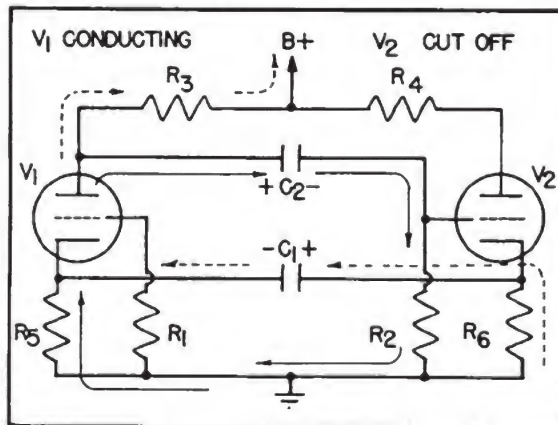 V1 CONDUCTING B+ V2 CUT OFF
R3 R4
V1 + C2 - V2
- C1 +
R5 R1 R2 R6